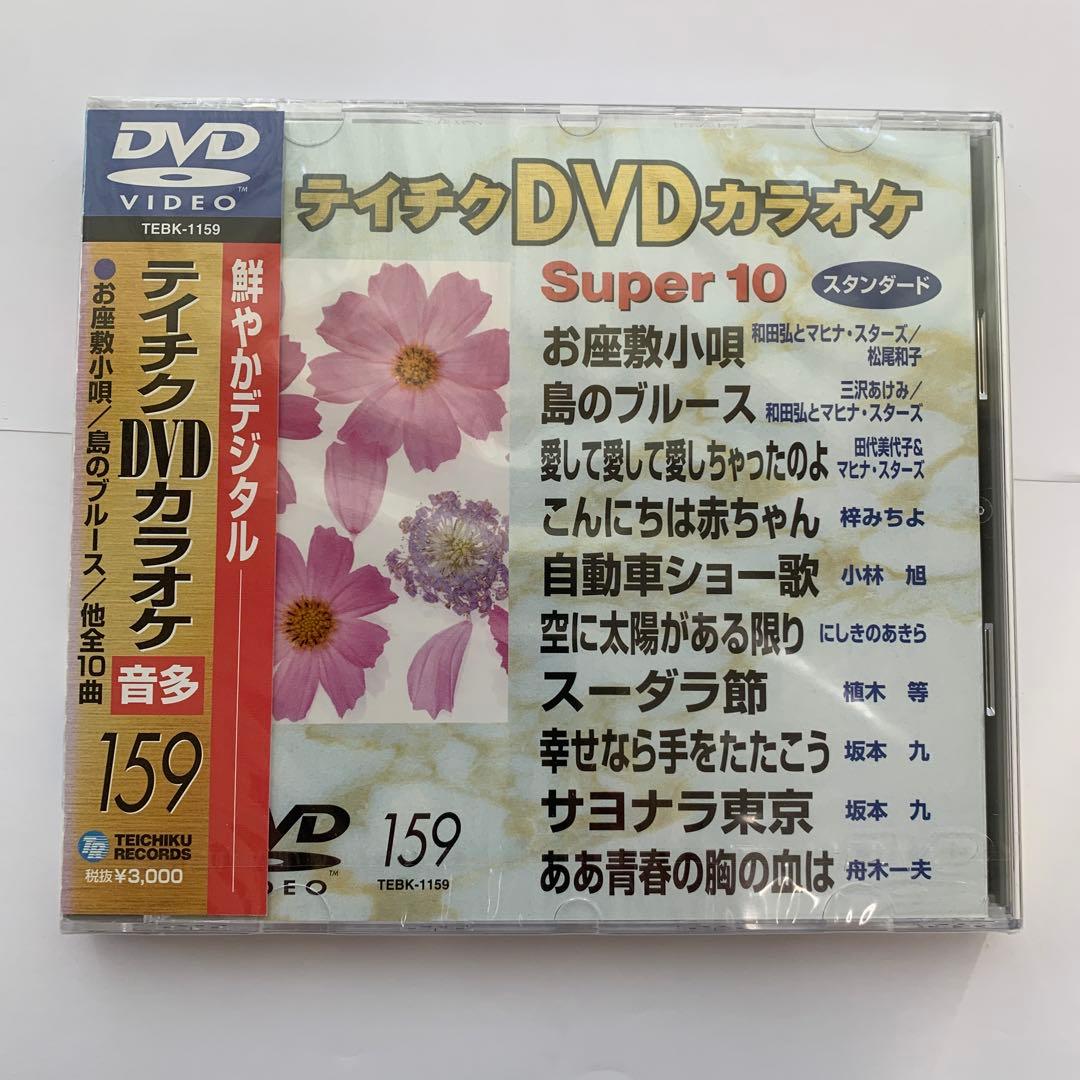 DVD
VIDEO
TEBK-1159
鮮やかデジタル
テイチクDVDカラオケ
音多
159
●お座敷小唄/島のブルース/他全10曲
TEICHIKU RECORDS
税抜¥3,000
テイチクDVDカラオケ
Super 10 スタンダード
お座敷小唄 和田弘とマヒナ・スターズ/
松尾和子
島のブルース 三沢あけみ/
和田弘とマヒナ・スターズ
愛して愛して愛しちゃったのよ 田代美代子&
マヒナ・スターズ
こんにちは赤ちゃん 梓みちよ
自動車ショー歌 小林 旭
空に太陽がある限り にしきのあきら
スーダラ節 植木 等
幸せなら手をたたこう 坂本 九
サヨナラ東京 坂本 九
ああ青春の胸の血は 舟木一夫
VD
EO
159
TEBK-1159